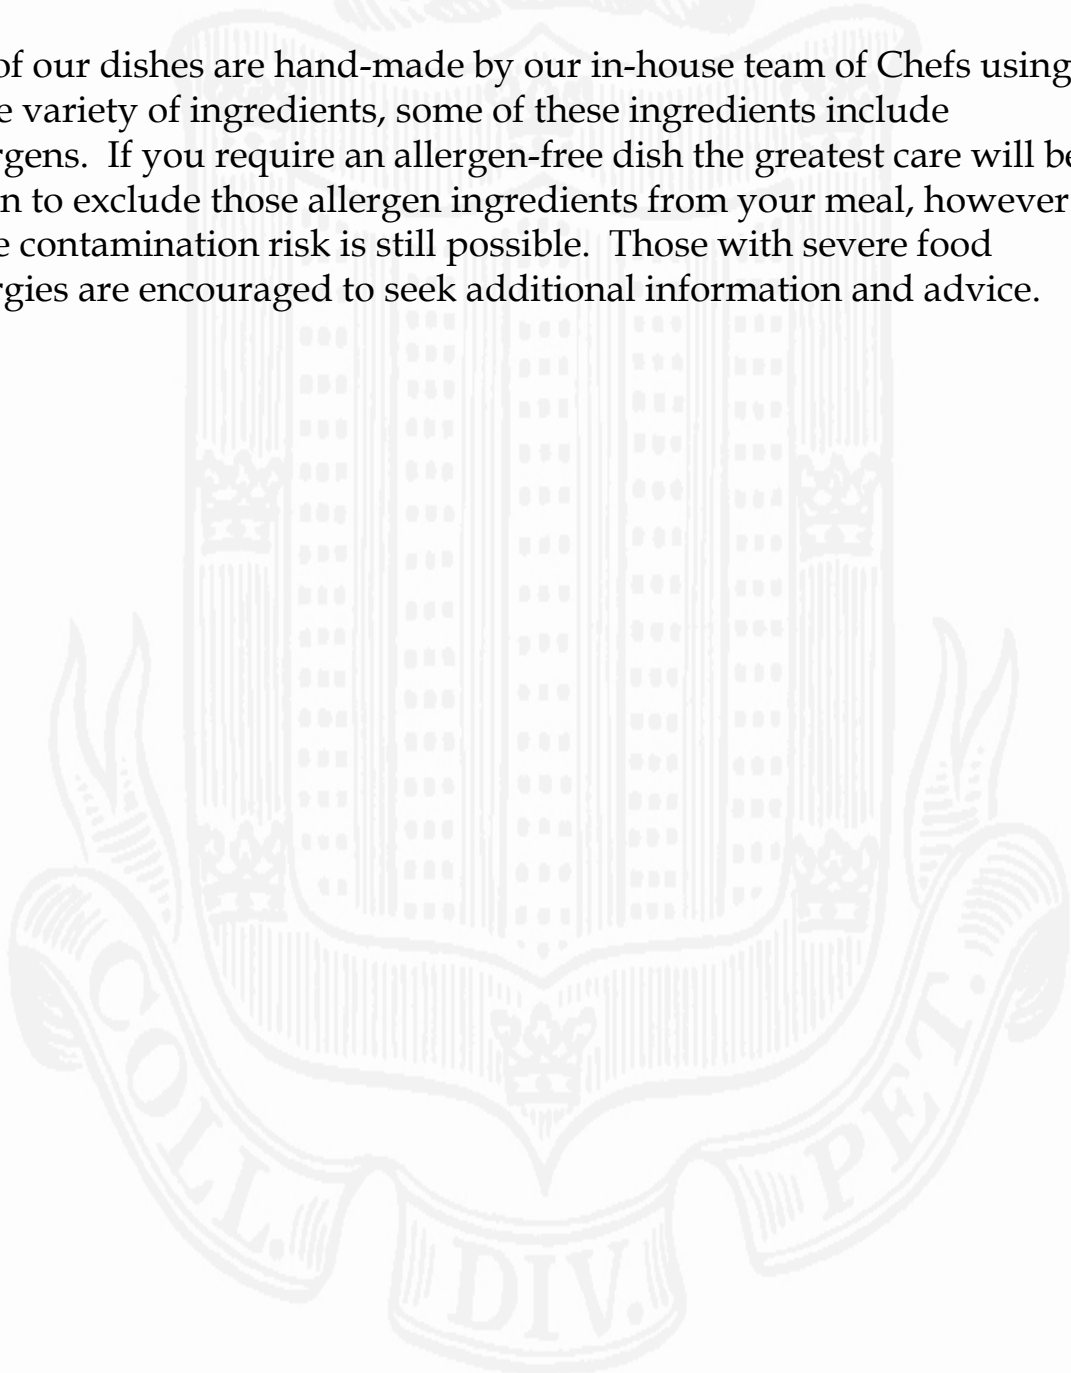 of our dishes are hand-made by our in-house team of Chefs using
e variety of ingredients, some of these ingredients include
rgens. If you require an allergen-free dish the greatest care will be
n to exclude those allergen ingredients from your meal, however
e contamination risk is still possible. Those with severe food
rgies are encouraged to seek additional information and advice.
COLL. DIV. PET.